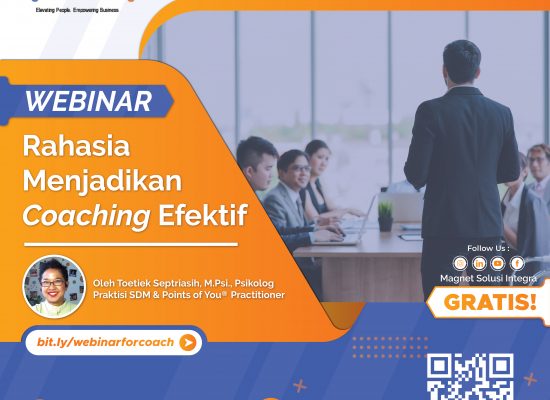 Elevating People. Empowering Business
WEBINAR
Rahasia
Menjadikan
Coaching Efektif
Oleh Toetiek Septriasih, M.Psi., Psikolog
Praktisi SDM & Points of You® Practitioner
bit.ly/webinarforcoach
Follow Us :
Magnet Solusi Integra
GRATIS!